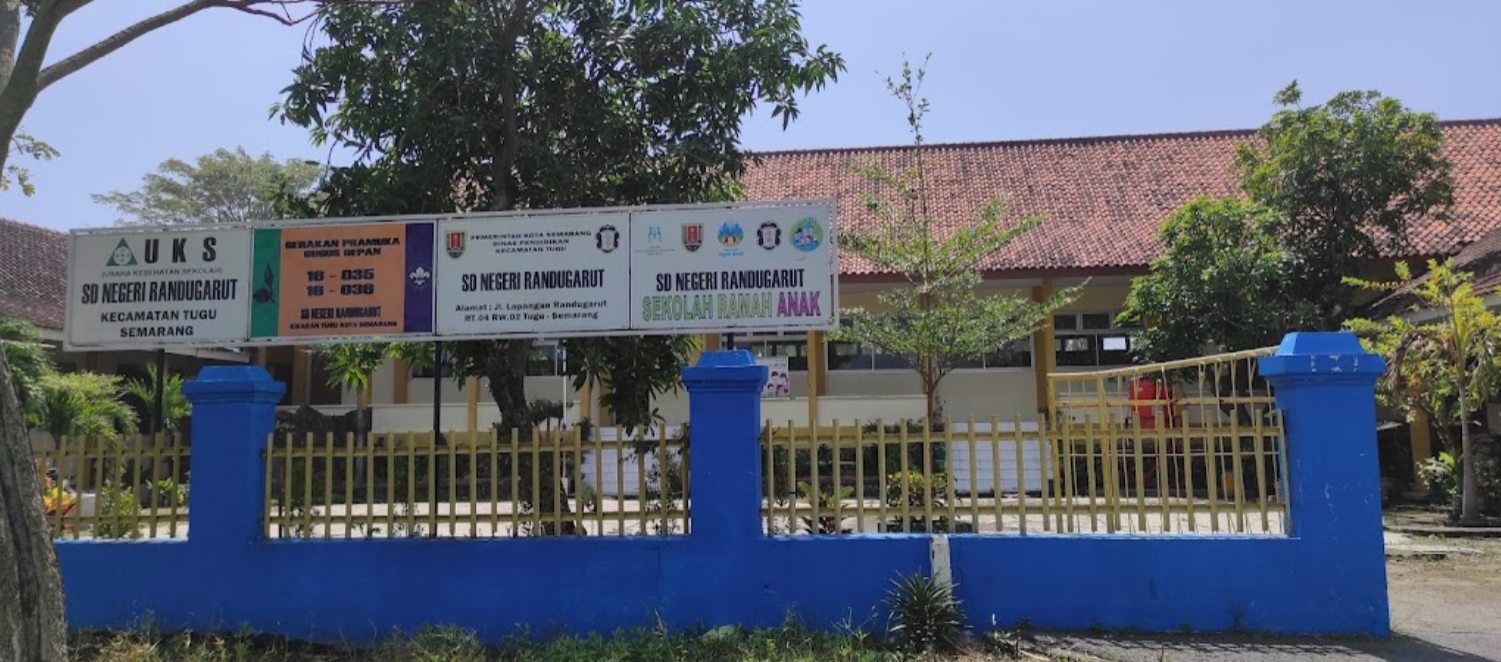 UKS
(USAHA KESEHATAN SEKOLAH)
SD NEGERI RANDUGARUT
KECAMATAN TUGU
SEMARANG
GERAKAN PRAMUKA
GUGUS DEPAN
16 - 035
16 - 036
SD NEGERI RANDUGARUT
KWARAN TUGU KOTA SEMARANG
PEMERINTAH KOTA SEMARANG
DINAS PENDIDIKAN
KECAMATAN TUGU
SD NEGERI RANDUGARUT
Alamat : Jl. Lapangan Randugarut
RT.04 RW.02 Tugu - Semarang
SD NEGERI RANDUGARUT
SEKOLAH RAMAH ANAK